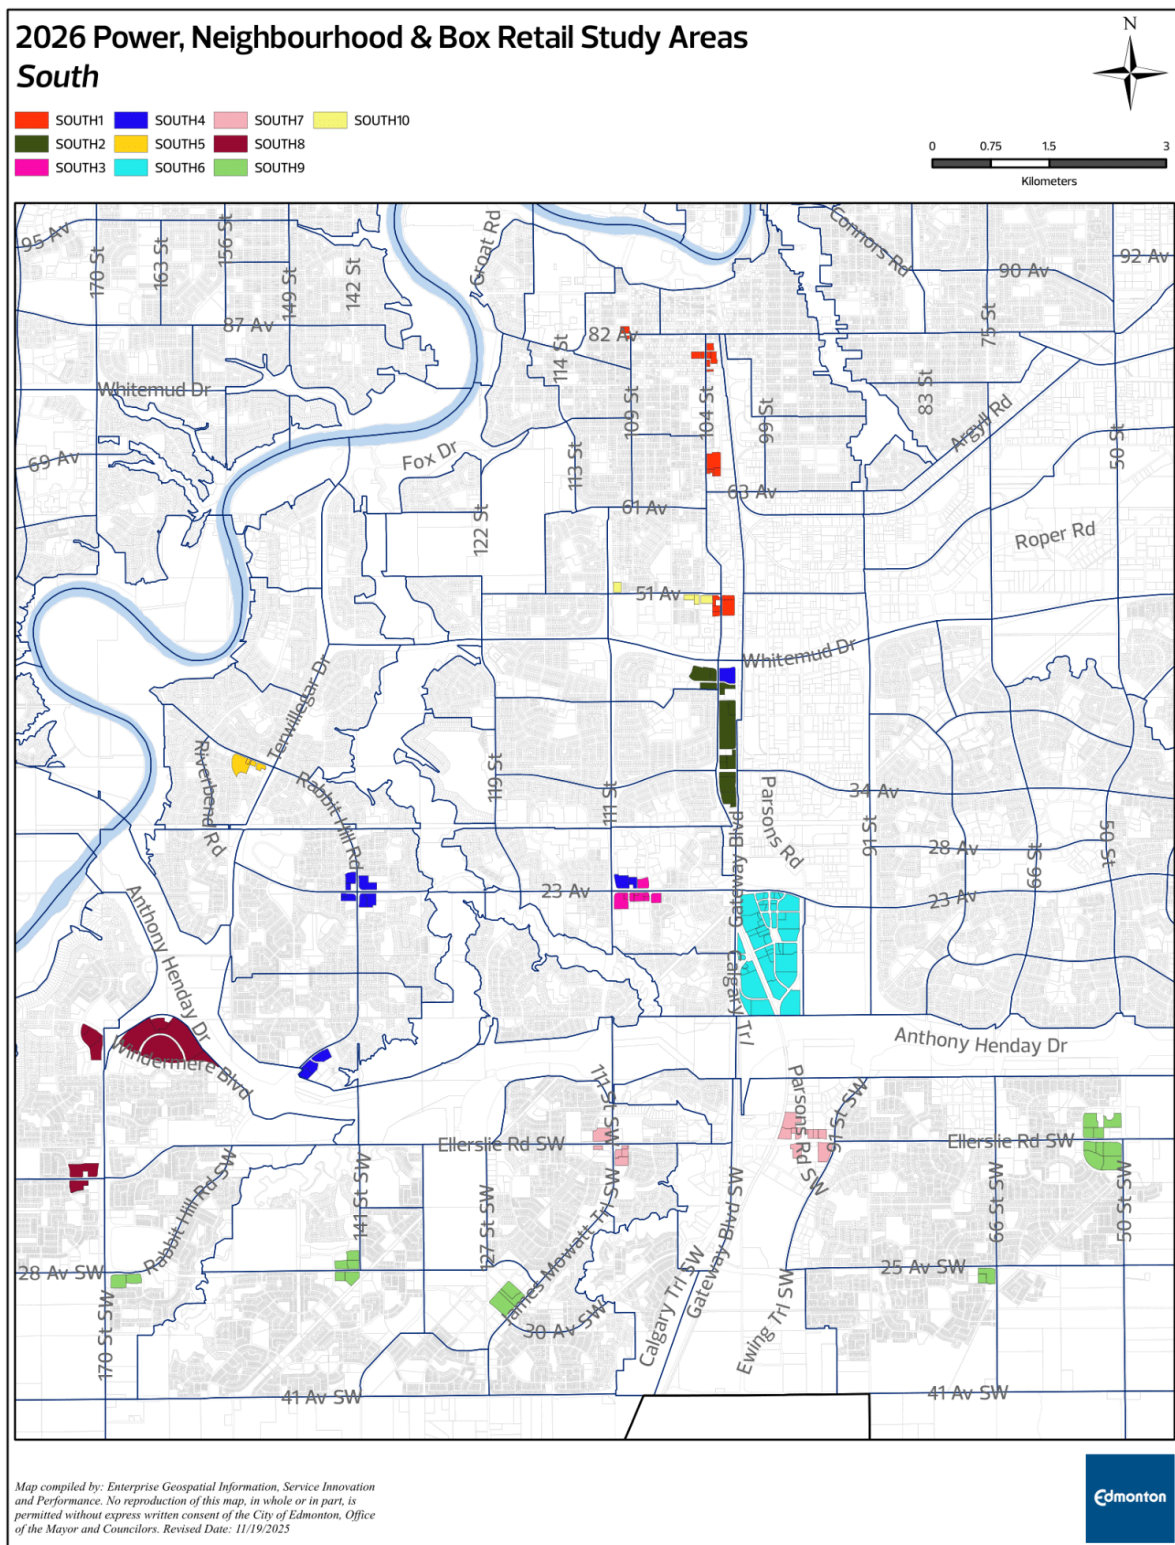 2026 Power, Neighbourhood & Box Retail Study Areas
South
N
SOUTH1 SOUTH4 SOUTH7 SOUTH10
SOUTH2 SOUTH5 SOUTH8
SOUTH3 SOUTH6 SOUTH9
0 0.75 1.5 3
Kilometers
95 Av
170 St
163 St
156 St
149 St
142 St
Groat Rd
Connors Rd
90 Av
92 Av
87 Av
82 Av
75 St
114 St
Whitemud Dr
109 St
104 St
99 St
83 St
Argyll Rd
50 St
69 Av
Fox Dr
113 St
63 Av
61 Av
122 St
Roper Rd
51 Av
Whitemud Dr
Terwillegar Dr
Riverbend Rd
Rabbit Hill Rd
119 St
111 St
Parsons Rd
34 Av
91 St
28 Av
66 St
50 St
Gateway Blvd
23 Av
23 Av
Anthony Henday Dr
Calgary Trl
Anthony Henday Dr
Windermere Blvd
111 St SW
Parsons Rd SW
91 St SW
Ellerslie Rd SW
Ellerslie Rd SW
Rabbit Hill Rd SW
141 St SW
127 St SW
James Mowatt Trl SW
Gateway Blvd SW
66 St SW
50 St SW
28 Av SW
25 Av SW
170 St SW
30 Av SW
Calgary Trl SW
Ewing Trl SW
41 Av SW
41 Av SW
Map compiled by: Enterprise Geospatial Information, Service Innovation
and Performance. No reproduction of this map, in whole or in part, is
permitted without express written consent of the City of Edmonton, Office
of the Mayor and Councilors. Revised Date: 11/19/2025
Edmonton